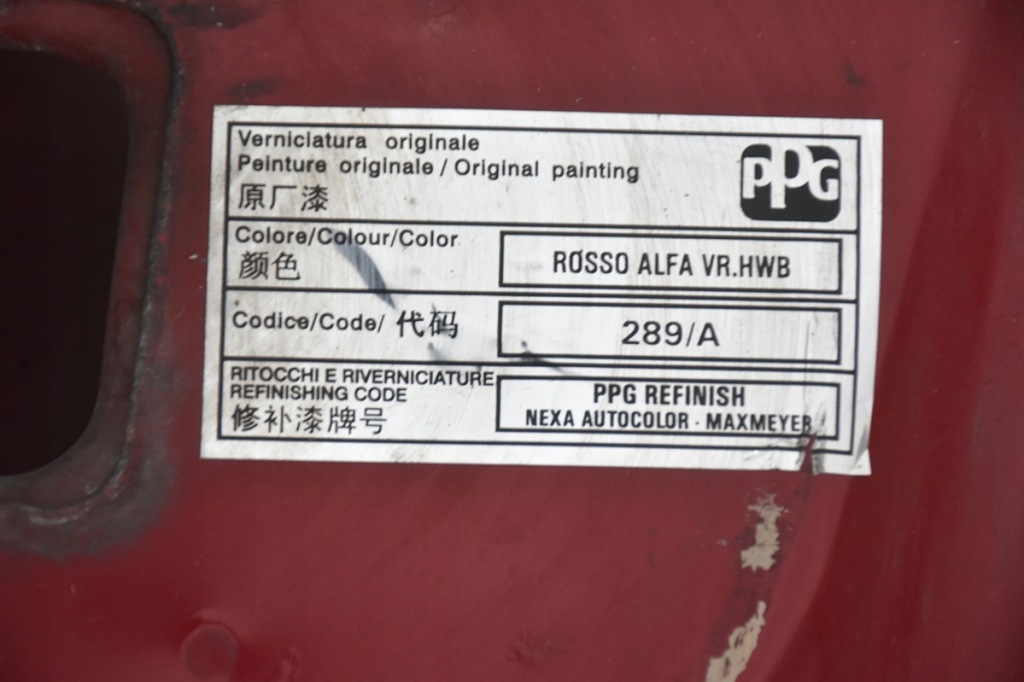 Verniciatura originale
Peinture originale / Original painting
原厂漆
PPG
Colore/Colour/Color
颜色
ROSSO ALFA VR.HWB
Codice/Code/ 代码
289/A
RITOCCHI E RIVERNICIATURE
REFINISHING CODE
修补漆牌号
PPG REFINISH
NEXA AUTOCOLOR · MAXMEYER